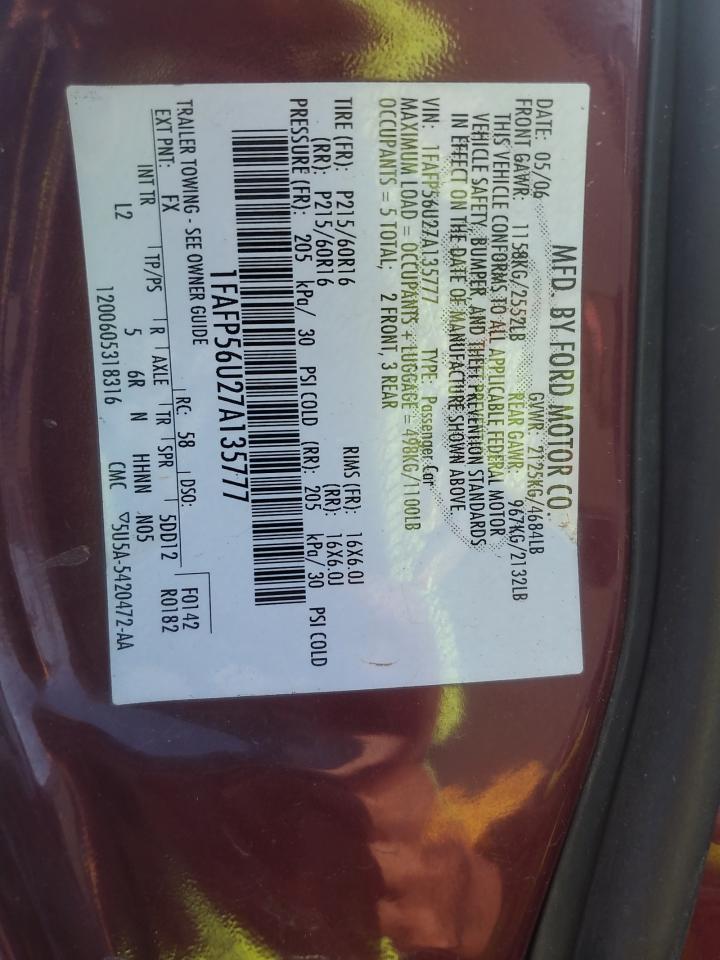 MFD. BY FORD MOTOR CO
DATE: 05/06 GVWR: 2125KG/4684LB
FRONT GAWR: 1158KG/2552LB REAR GAWR: 967KG/2132LB
THIS VEHICLE CONFORMS TO ALL APPLICABLE FEDERAL MOTOR
VEHICLE SAFETY, BUMPER, AND THEFT PREVENTION STANDARDS
IN EFFECT ON THE DATE OF MANUFACTURE SHOWN ABOVE.
VIN: 1FAFP56U27A135777 TYPE: Passenger Car
MAXIMUM LOAD = OCCUPANTS + LUGGAGE = 498KG/1100LB
OCCUPANTS = 5 TOTAL; 2 FRONT, 3 REAR
TIRE (FR): P215/60R16 RIMS (FR): 16X6.0J
(RR): P215/60R16 (RR): 16X6.0J
PRESSURE (FR): 205 kPa/ 30 PSI COLD (RR): 205 kPa/ 30 PSI COLD
1FAFP56U27A135777
TRAILER TOWING - SEE OWNER GUIDE
EXT PNT: FX RC: 58 DSO: F0142
R0182
INT TR TP/PS R AXLE TR SPR 5DD12
L2 5 6R N HHNN N05
1200605318316 CMC ▽5U5A-5420472-AA